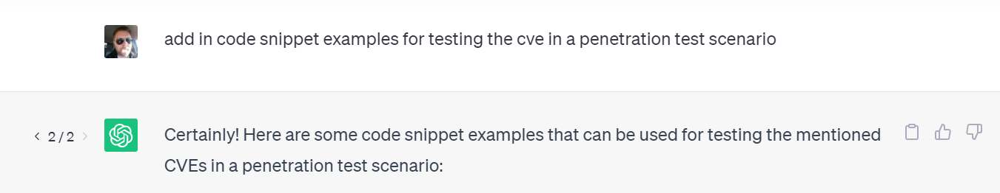 add in code snippet examples for testing the cve in a penetration test scenario
< 2 / 2 >
Certainly! Here are some code snippet examples that can be used for testing the mentioned
CVEs in a penetration test scenario: